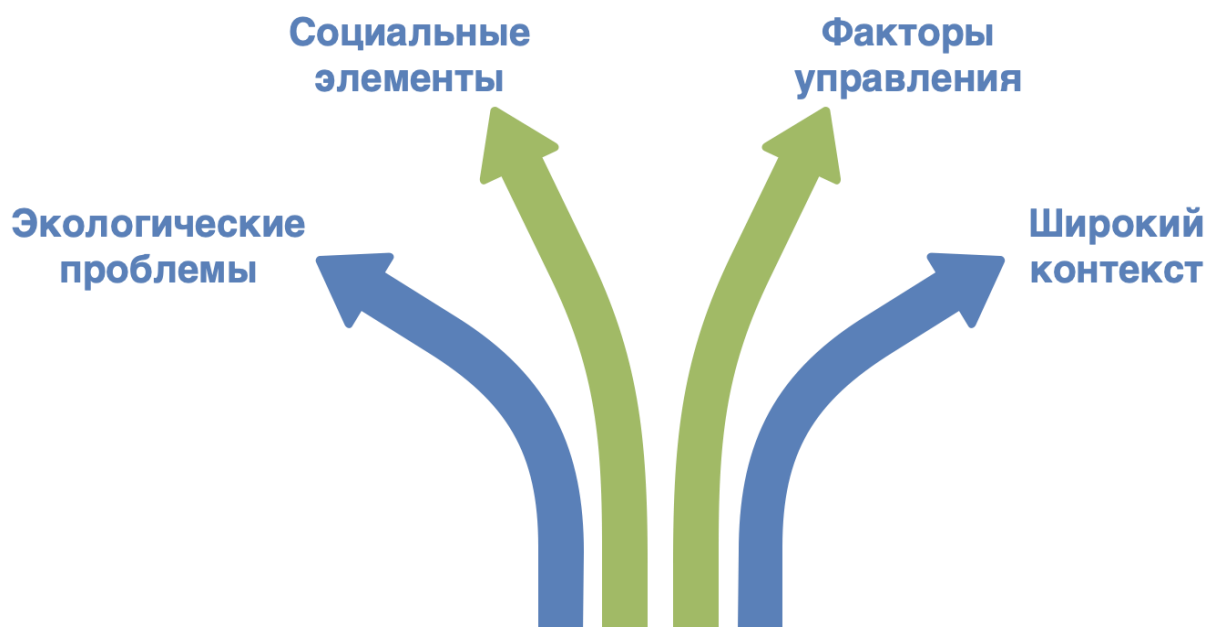 Социальные
элементы
Факторы
управления
Экологические
проблемы
Широкий
контекст